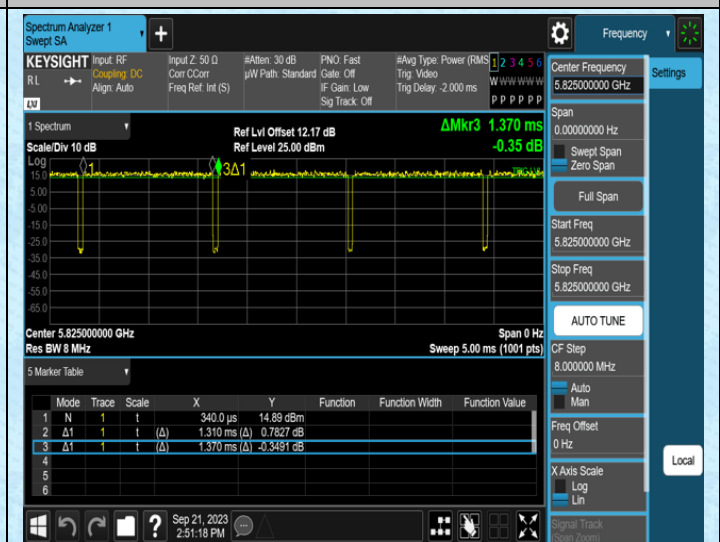 Spectrum Analyzer 1
Swept SA
Frequency
KEYSIGHT Input: RF Input Z: 50 Ω #Atten: 30 dB PNO: Fast #Avg Type: Power (RMS 1 2 3 4 5 6
RL Coupling: DC Corr CCorr µW Path: Standard Gate: Off Trig: Video W W W W W W
Align: Auto Freq Ref: Int (S) IF Gain: Low Trig Delay: -2.000 ms
Sig Track: Off P P P P P P
LXI
Center Frequency
5.825000000 GHz
Settings
1 Spectrum
Ref Lvl Offset 12.17 dB ΔMkr3 1.370 ms
Scale/Div 10 dB Ref Level 25.00 dBm -0.35 dB
Log
15.0
5.00
-5.00
-15.0
-25.0
-35.0
-45.0
-55.0
-65.0
1
3Δ1
Center 5.825000000 GHz Span 0 Hz
Res BW 8 MHz Sweep 5.00 ms (1001 pts)
5 Marker Table
Mode Trace Scale X Y Function Function Width Function Value
1 N 1 t 340.0 µs 14.89 dBm
2 Δ1 1 t (Δ) 1.310 ms (Δ) 0.7827 dB
3 Δ1 1 t (Δ) 1.370 ms (Δ) -0.3491 dB
4
5
6
Span
0.00000000 Hz
Swept Span
Zero Span
Full Span
Start Freq
5.825000000 GHz
Stop Freq
5.825000000 GHz
AUTO TUNE
CF Step
8.000000 MHz
Auto
Man
Freq Offset
0 Hz
X Axis Scale
Log
Lin
Signal Track
(Span Zoom)
Local
? Sep 21, 2023
2:51:18 PM